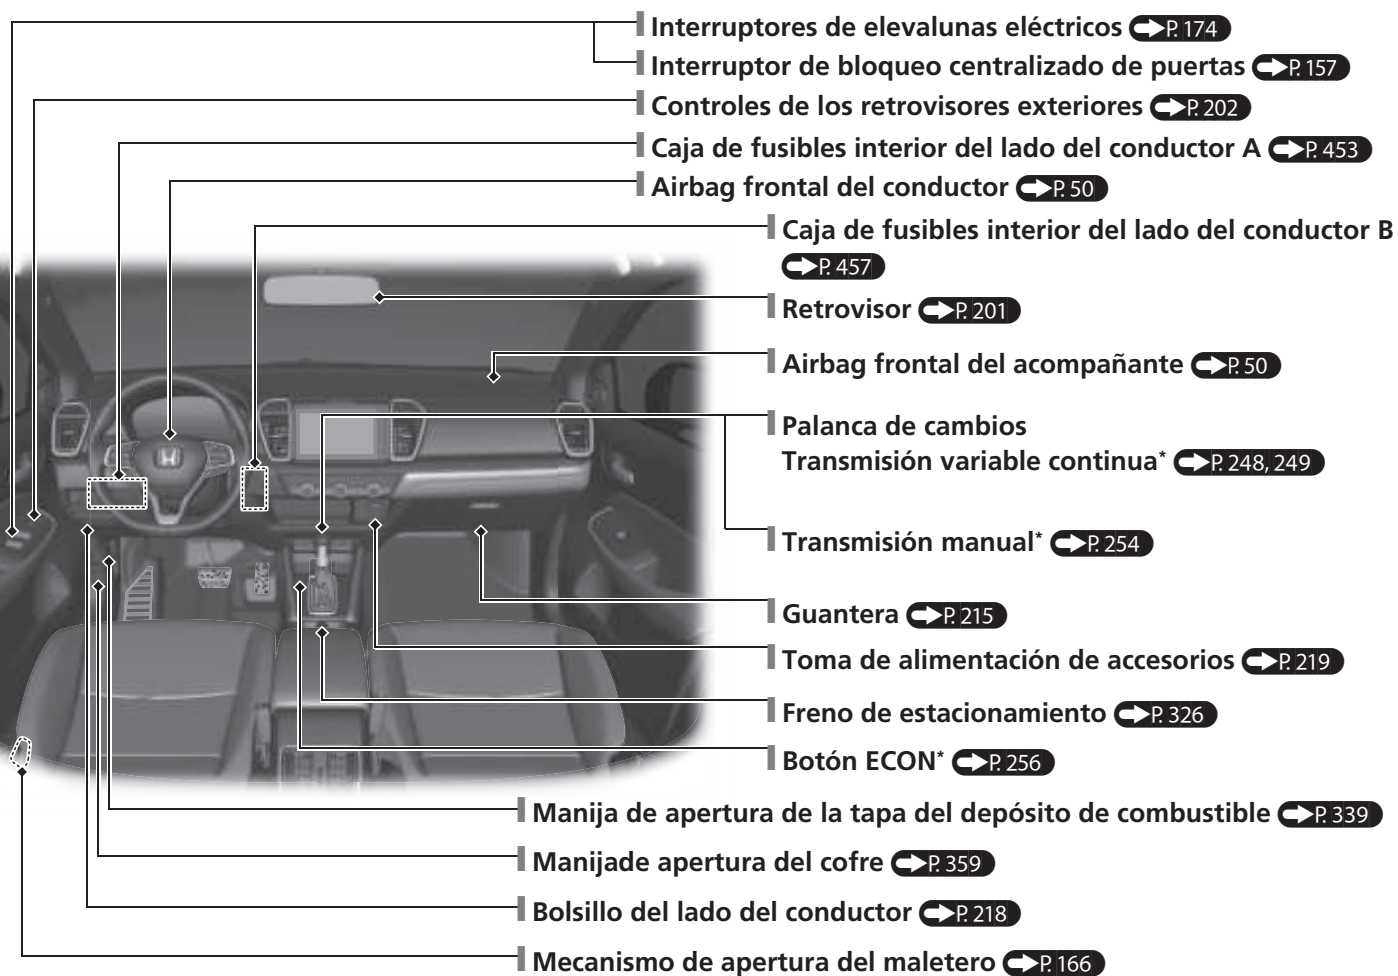 Interruptores de elevalunas eléctricos P. 174
Interruptor de bloqueo centralizado de puertas P. 157
Controles de los retrovisores exteriores P. 202
Caja de fusibles interior del lado del conductor A P. 453
Airbag frontal del conductor P. 50
Caja de fusibles interior del lado del conductor B
P. 457
Retrovisor P. 201
Airbag frontal del acompañante P. 50
Palanca de cambios
Transmisión variable continua* P. 248, 249
Transmisión manual* P. 254
Guantera P. 215
Toma de alimentación de accesorios P. 219
Freno de estacionamiento P. 326
Botón ECON* P. 256
Manija de apertura de la tapa del depósito de combustible P. 339
Manijade apertura del cofre P. 359
Bolsillo del lado del conductor P. 218
Mecanismo de apertura del maletero P. 166